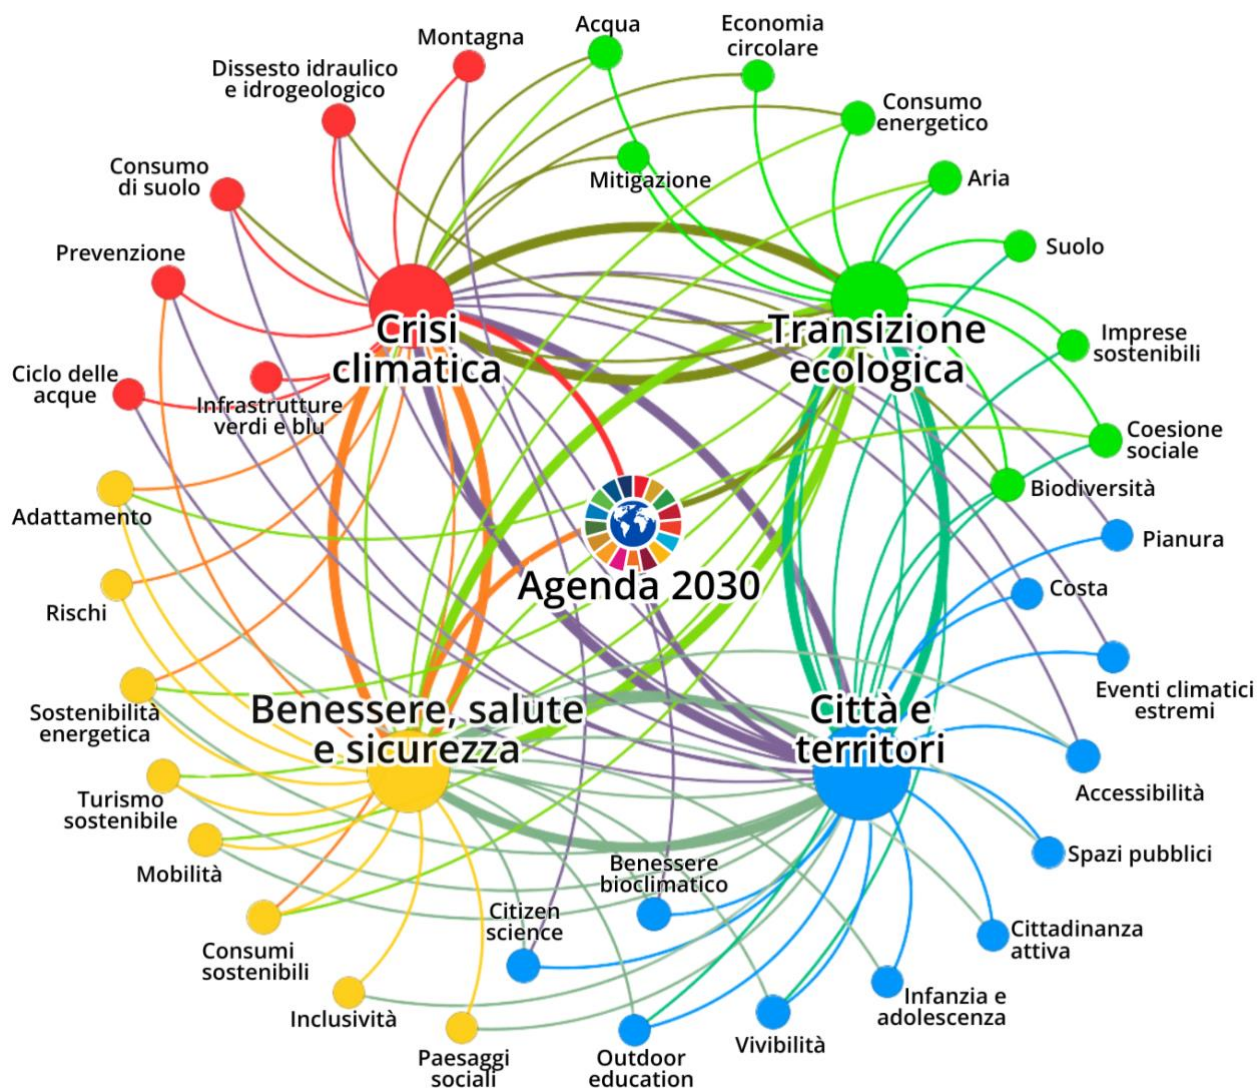 Acqua
Economia
circolare
Montagna
Dissesto idraulico
e idrogeologico
Consumo
energetico
Consumo
di suolo
Mitigazione
Aria
Suolo
Prevenzione
Crisi
climatica
Transizione
ecologica
Imprese
sostenibili
Ciclo delle
acque
Infrastrutture
verdi e blu
Coesione
sociale
Biodiversità
Adattamento
Pianura
Agenda 2030
Costa
Rischi
Eventi climatici
estremi
Sostenibilità
energetica
Benessere, salute
e sicurezza
Città e
territori
Accessibilità
Turismo
sostenibile
Mobilità
Benessere
bioclimatico
Spazi pubblici
Citizen
science
Cittadinanza
attiva
Consumi
sostenibili
Inclusività
Infanzia e
adolescenza
Vivibilità
Paesaggi
sociali
Outdoor
education